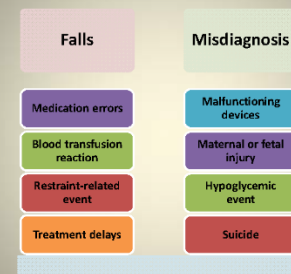 Falls
Medication errors
Blood transfusion
reaction
Restraint-related
event
Treatment delays
Misdiagnosis
Malfunctioning
devices
Maternal or fetal
injury
Hypoglycemic
event
Suicide